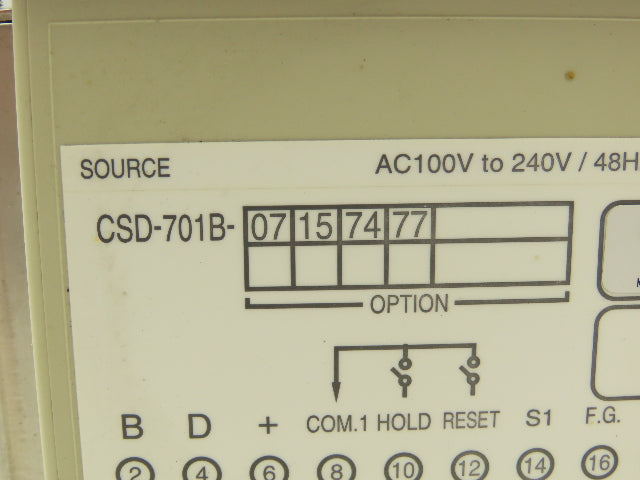 SOURCE AC100V to 240V / 48H
CSD-701B- 07 15 74 77
OPTION
B D + COM.1 HOLD RESET S1 F.G.
2 4 6 8 10 12 14 16